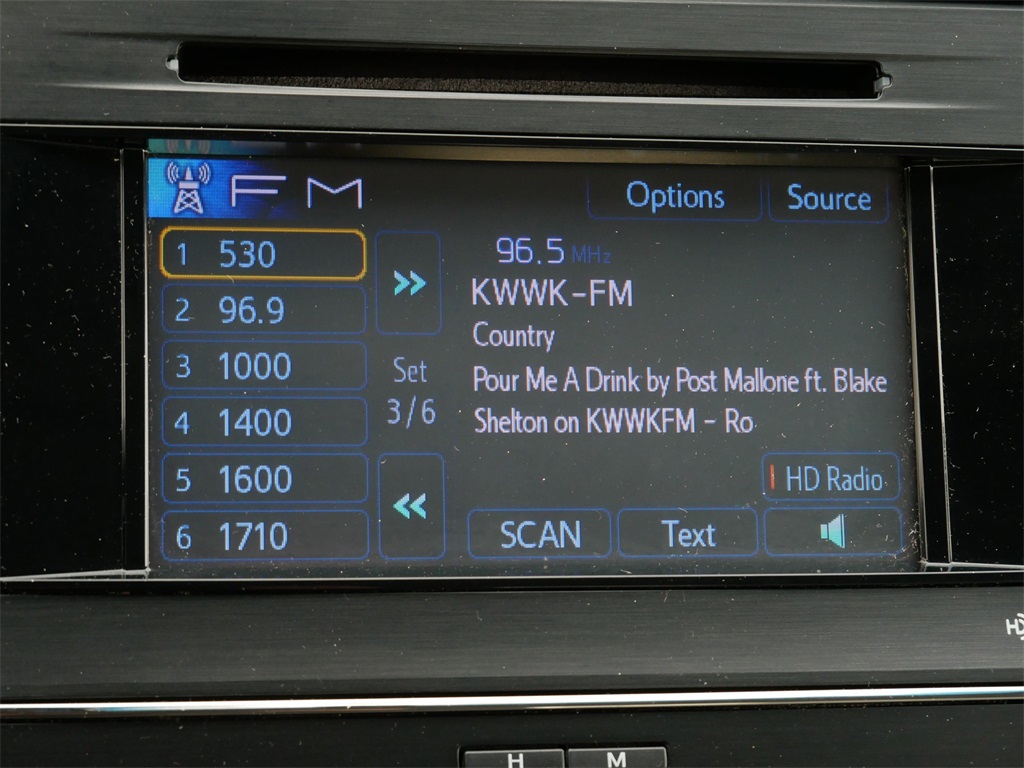 FM
Options
Source
1 530
2 96.9
3 1000
4 1400
5 1600
6 1710
Set
3/6
96.5 MHz
KWWK-FM
Country
Pour Me A Drink by Post Mallone ft. Blake
Shelton on KWWKFM - Ro
HD Radio
SCAN
Text
H
M